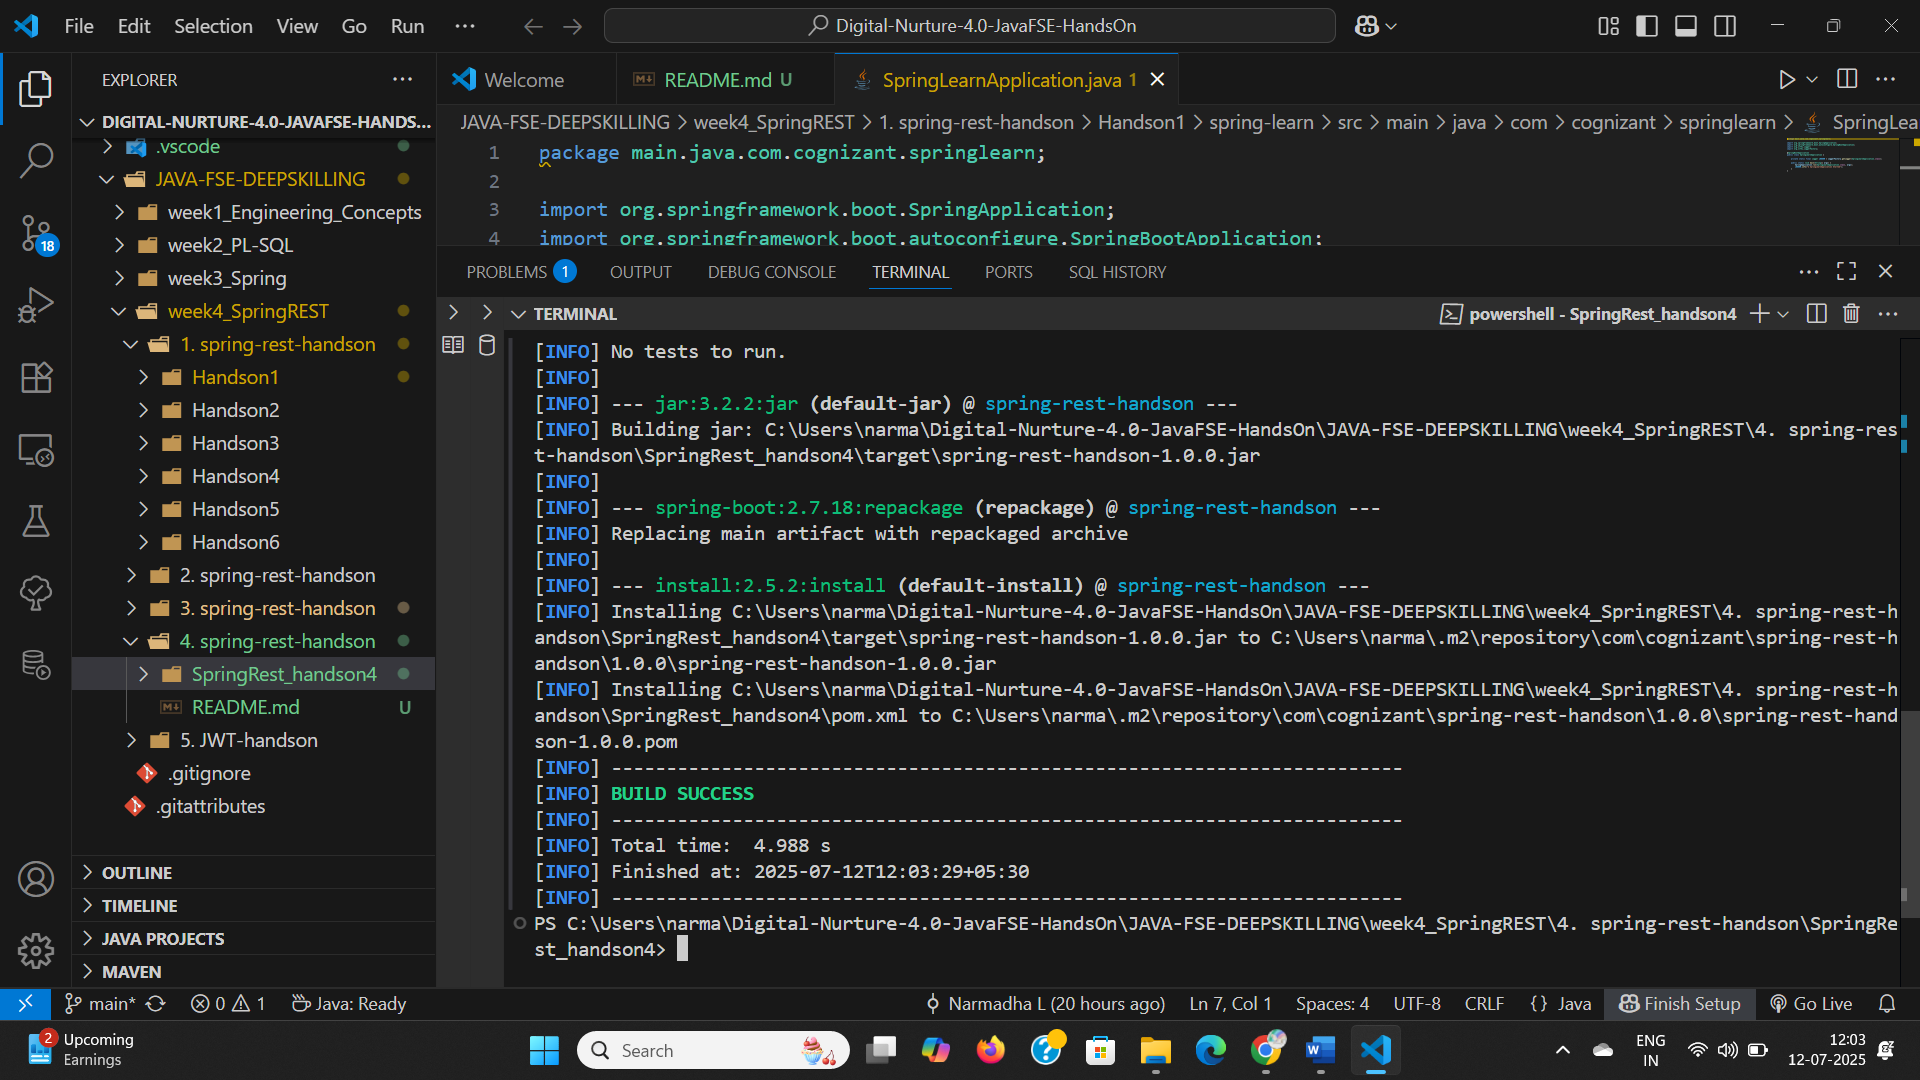 File Edit Selection View Go Run ···
Digital-Nurture-4.0-JavaFSE-HandsOn
EXPLORER
DIGITAL-NURTURE-4.0-JAVAFSE-HANDS...
.vscode
JAVA-FSE-DEEPSKILLING
week1_Engineering_Concepts
week2_PL-SQL
week3_Spring
week4_SpringREST
1. spring-rest-handson
Handson1
Handson2
Handson3
Handson4
Handson5
Handson6
2. spring-rest-handson
3. spring-rest-handson
4. spring-rest-handson
SpringRest_handson4
README.md U
5. JWT-handson
.gitignore
.gitattributes
OUTLINE
TIMELINE
JAVA PROJECTS
MAVEN
18
Welcome README.md U SpringLearnApplication.java 1
JAVA-FSE-DEEPSKILLING > week4_SpringREST > 1. spring-rest-handson > Handson1 > spring-learn > src > main > java > com > cognizant > springlearn > SpringLea
1 package main.java.com.cognizant.springlearn;
2
3 import org.springframework.boot.SpringApplication;
4 import org.springframework.boot.autoconfigure.SpringBootApplication;
PROBLEMS 1 OUTPUT DEBUG CONSOLE TERMINAL PORTS SQL HISTORY
TERMINAL
powershell - SpringRest_handson4
[INFO] No tests to run.
[INFO]
[INFO] --- jar:3.2.2:jar (default-jar) @ spring-rest-handson ---
[INFO] Building jar: C:\Users\narma\Digital-Nurture-4.0-JavaFSE-HandsOn\JAVA-FSE-DEEPSKILLING\week4_SpringREST\4. spring-res
t-handson\SpringRest_handson4\target\spring-rest-handson-1.0.0.jar
[INFO]
[INFO] --- spring-boot:2.7.18:repackage (repackage) @ spring-rest-handson ---
[INFO] Replacing main artifact with repackaged archive
[INFO]
[INFO] --- install:2.5.2:install (default-install) @ spring-rest-handson ---
[INFO] Installing C:\Users\narma\Digital-Nurture-4.0-JavaFSE-HandsOn\JAVA-FSE-DEEPSKILLING\week4_SpringREST\4. spring-rest-h
andson\SpringRest_handson4\target\spring-rest-handson-1.0.0.jar to C:\Users\narma\.m2\repository\com\cognizant\spring-rest-h
andson\1.0.0\spring-rest-handson-1.0.0.jar
[INFO] Installing C:\Users\narma\Digital-Nurture-4.0-JavaFSE-HandsOn\JAVA-FSE-DEEPSKILLING\week4_SpringREST\4. spring-rest-h
andson\SpringRest_handson4\pom.xml to C:\Users\narma\.m2\repository\com\cognizant\spring-rest-handson\1.0.0\spring-rest-hand
son-1.0.0.pom
[INFO] ------------------------------------------------------------------------
[INFO] BUILD SUCCESS
[INFO] ------------------------------------------------------------------------
[INFO] Total time:  4.988 s
[INFO] Finished at: 2025-07-12T12:03:29+05:30
[INFO] ------------------------------------------------------------------------
PS C:\Users\narma\Digital-Nurture-4.0-JavaFSE-HandsOn\JAVA-FSE-DEEPSKILLING\week4_SpringREST\4. spring-rest-handson\SpringRe
st_handson4>
main* 0 1 Java: Ready Narmadha L (20 hours ago) Ln 7, Col 1 Spaces: 4 UTF-8 CRLF {} Java Finish Setup Go Live
2 Upcoming
Earnings
Search
ENG
IN
12:03
12-07-2025